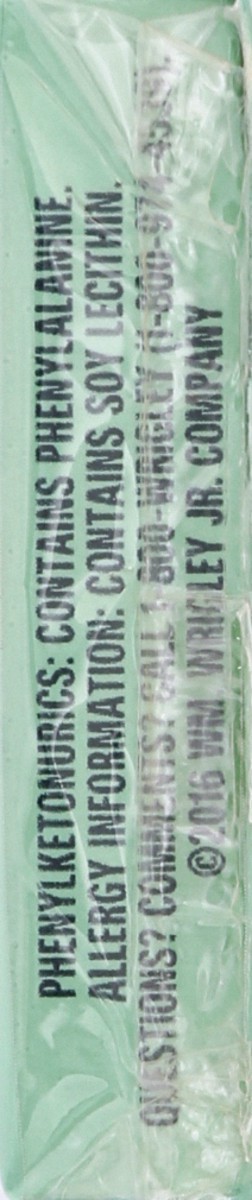 PHENYLKETONURICS: CONTAINS PHENYLALANINE.
ALLERGY INFORMATION: CONTAINS SOY LECITHIN.
QUESTIONS? COMMENTS? CALL 1-800-WRIGLEY (1-800-974-4539).
©2016 WM. WRIGLEY JR. COMPANY